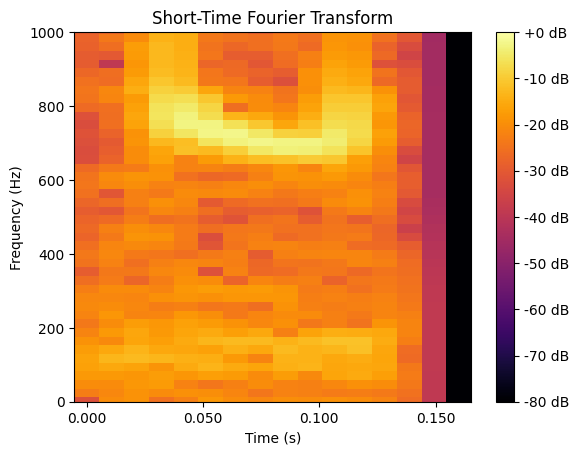 Short-Time Fourier Transform
Frequency (Hz)
1000
800
600
400
200
0
0.000
0.050
0.100
0.150
Time (s)
+0 dB
-10 dB
-20 dB
-30 dB
-40 dB
-50 dB
-60 dB
-70 dB
-80 dB